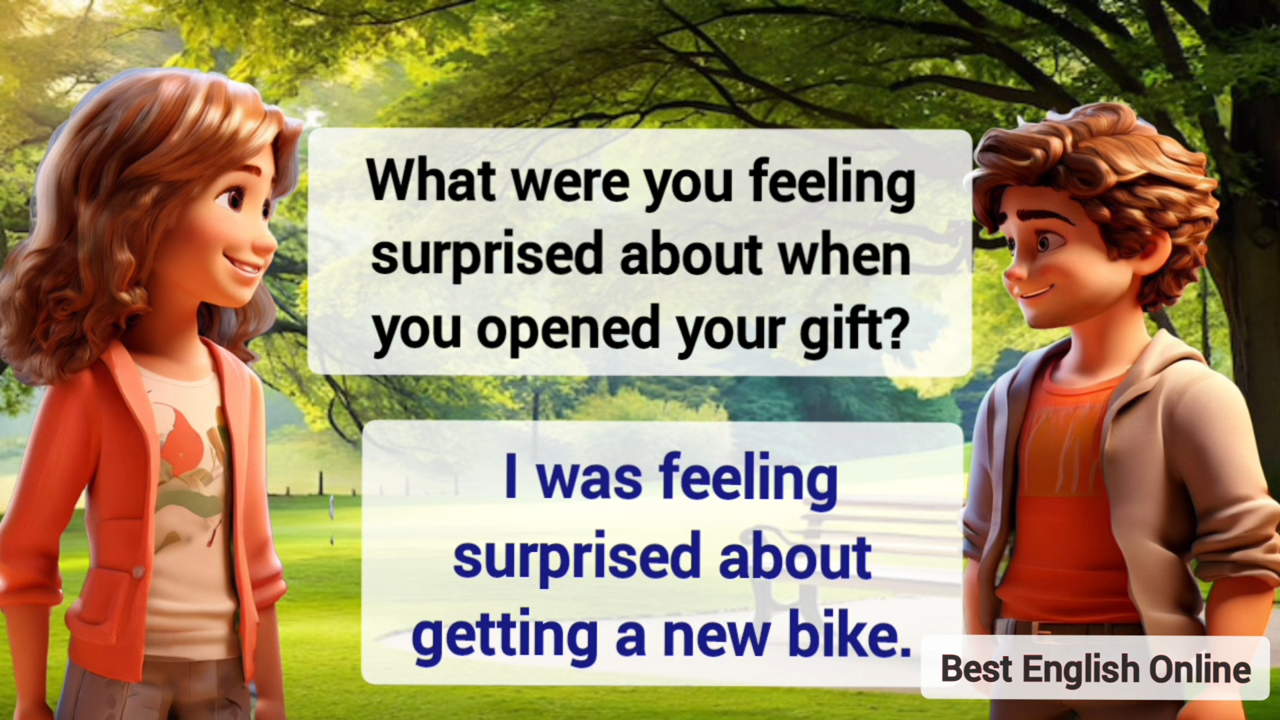 What were you feeling
surprised about when
you opened your gift?
I was feeling
surprised about
getting a new bike.
Best English Online